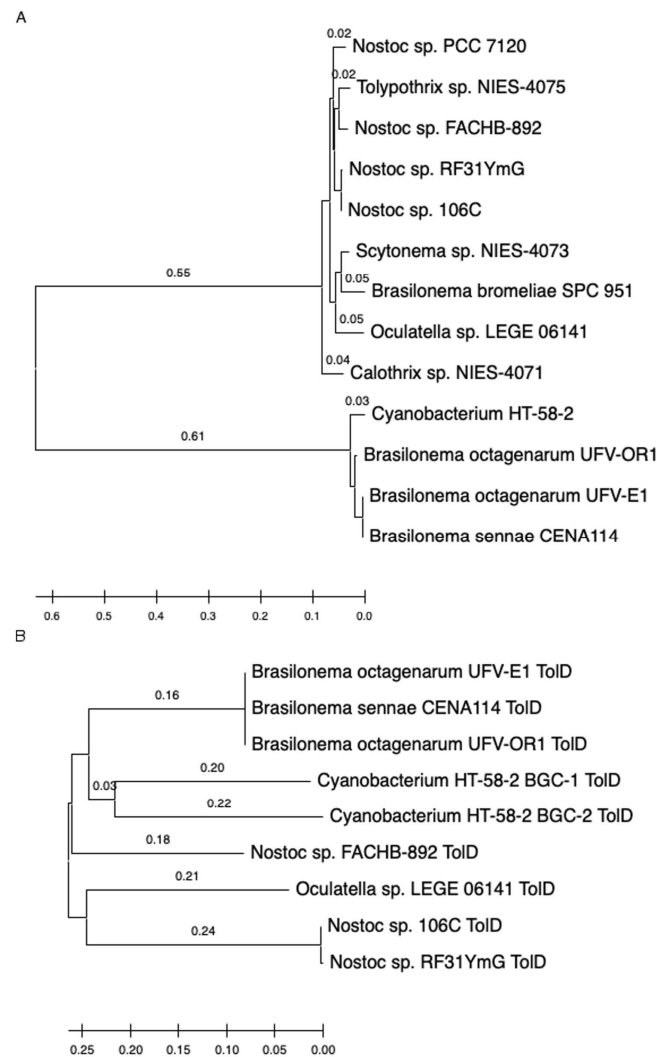 A
0.02
Nostoc sp. PCC 7120
0.02
Tolypothrix sp. NIES-4075
Nostoc sp. FACHB-892
Nostoc sp. RF31YmG
Nostoc sp. 106C
Scytonema sp. NIES-4073
0.05
Brasilonema bromeliae SPC 951
0.05
Oculatella sp. LEGE 06141
0.55
0.04
Calothrix sp. NIES-4071
0.03
Cyanobacterium HT-58-2
0.61
Brasilonema octagenarum UFV-OR1
Brasilonema octagenarum UFV-E1
Brasilonema sennae CENA114
0.6 0.5 0.4 0.3 0.2 0.1 0.0
B
Brasilonema octagenarum UFV-E1 TolD
0.16
Brasilonema sennae CENA114 TolD
Brasilonema octagenarum UFV-OR1 TolD
0.20
0.03
Cyanobacterium HT-58-2 BGC-1 TolD
0.22
Cyanobacterium HT-58-2 BGC-2 TolD
0.18
Nostoc sp. FACHB-892 TolD
0.21
Oculatella sp. LEGE 06141 TolD
Nostoc sp. 106C TolD
0.24
Nostoc sp. RF31YmG TolD
0.25 0.20 0.15 0.10 0.05 0.00